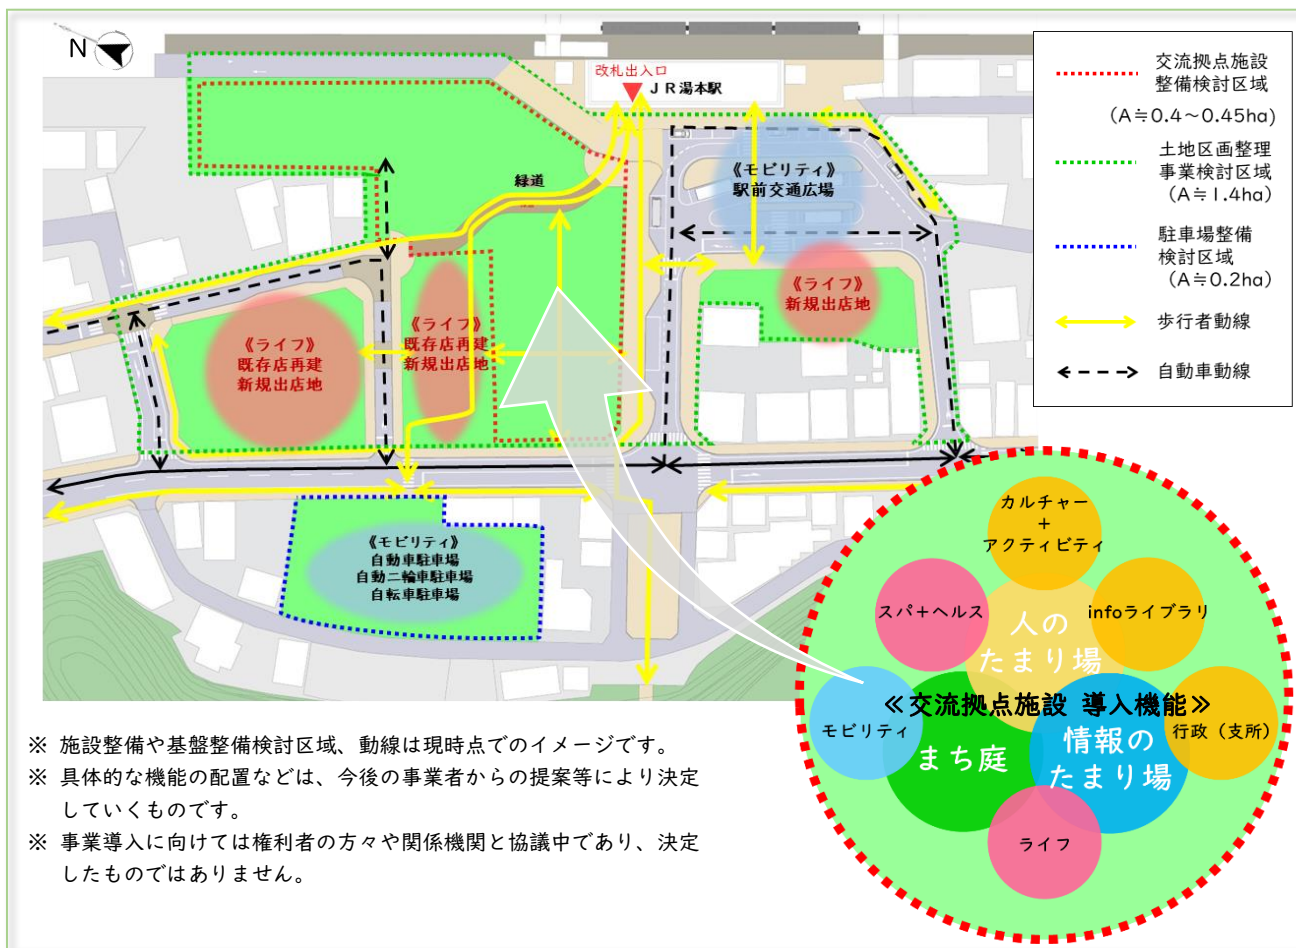 N
改札出入口
JR湯本駅
緑道
《モビリティ》
駅前交通広場
《ライフ》
新規出店地
《ライフ》
既存店再建
新規出店地
《ライフ》
既存店再建
新規出店地
《モビリティ》
自動車駐車場
自動二輪車駐車場
自転車駐車場
交流拠点施設
整備検討区域
(A≒0.4~0.45ha)
土地区画整理
事業検討区域
(A≒1.4ha)
駐車場整備
検討区域
(A≒0.2ha)
歩行者動線
自動車動線
カルチャー
+
アクティビティ
スパ+ヘルス
infoライブラリ
人の
たまり場
≪交流拠点施設 導入機能≫
モビリティ
行政(支所)
まち庭
情報の
たまり場
ライフ
※ 施設整備や基盤整備検討区域、動線は現時点でのイメージです。
※ 具体的な機能の配置などは、今後の事業者からの提案等により決定
していくものです。
※ 事業導入に向けては権利者の方々や関係機関と協議中であり、決定
したものではありません。